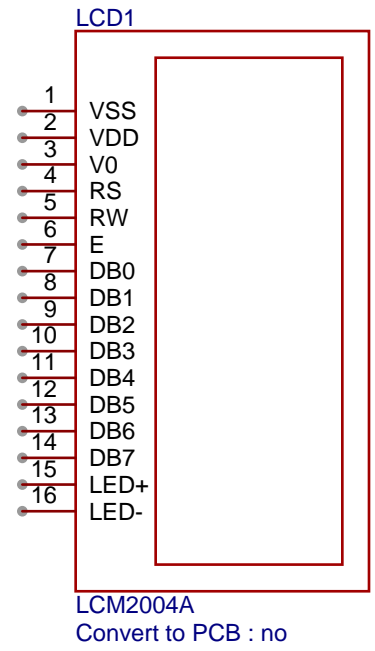 LCD1
1 VSS
2 VDD
3 V0
4 RS
5 RW
6 E
7 DB0
8 DB1
9 DB2
10 DB3
11 DB4
12 DB5
13 DB6
14 DB7
15 LED+
16 LED-
LCM2004A
Convert to PCB : no